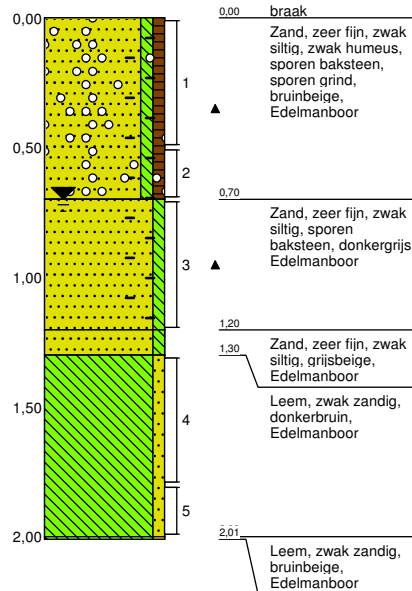 0,00
0,50
1,00
1,50
2,00
1
2
3
4
5
0,00
braak
Zand, zeer fijn, zwak
siltig, zwak humeus,
sporen baksteen,
sporen grind,
bruinbeige,
Edelmanboor
0,70
Zand, zeer fijn, zwak
siltig, sporen
baksteen, donkergrijs,
Edelmanboor
1,20
Zand, zeer fijn, zwak
siltig, grijsbeige,
Edelmanboor
1,30
Leem, zwak zandig,
donkerbruin,
Edelmanboor
2,01
Leem, zwak zandig,
bruinbeige,
Edelmanboor